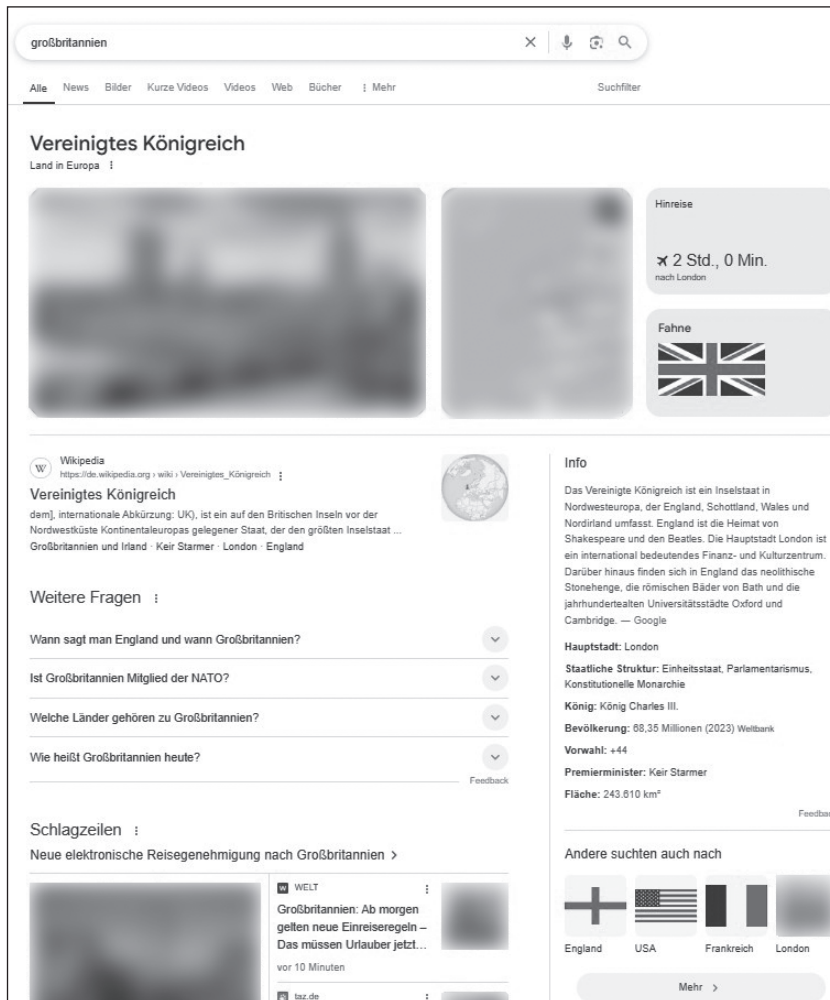 großbritannien
Alle News Bilder Kurze Videos Videos Web Bücher Mehr Suchfilter
Vereinigtes Königreich
Land in Europa
Hinreise
2 Std., 0 Min.
nach London
Fahne
W
Wikipedia
https://de.wikipedia.org › wiki › Vereinigtes_Königreich
Vereinigtes Königreich
dəm], internationale Abkürzung: UK), ist ein auf den Britischen Inseln vor der
Nordwestküste Kontinentaleuropas gelegener Staat, der den größten Inselstaat ...
Großbritannien und Irland · Keir Starmer · London · England
Weitere Fragen
Wann sagt man England und wann Großbritannien?
Ist Großbritannien Mitglied der NATO?
Welche Länder gehören zu Großbritannien?
Wie heißt Großbritannien heute?
Feedback
Schlagzeilen
Neue elektronische Reisegenehmigung nach Großbritannien >
W WELT
Großbritannien: Ab morgen
gelten neue Einreiseregeln –
Das müssen Urlauber jetzt...
vor 10 Minuten
taz.de
Info
Das Vereinigte Königreich ist ein Inselstaat in
Nordwesteuropa, der England, Schottland, Wales und
Nordirland umfasst. England ist die Heimat von
Shakespeare und den Beatles. Die Hauptstadt London ist
ein international bedeutendes Finanz- und Kulturzentrum.
Darüber hinaus finden sich in England das neolithische
Stonehenge, die römischen Bäder von Bath und die
jahrhundertealten Universitätsstädte Oxford und
Cambridge. — Google
Hauptstadt: London
Staatliche Struktur: Einheitsstaat, Parlamentarismus,
Konstitutionelle Monarchie
König: König Charles III.
Bevölkerung: 68,35 Millionen (2023) Weltbank
Vorwahl: +44
Premierminister: Keir Starmer
Fläche: 243.610 km²
Feedba
Andere suchten auch nach
England USA Frankreich London
Mehr >